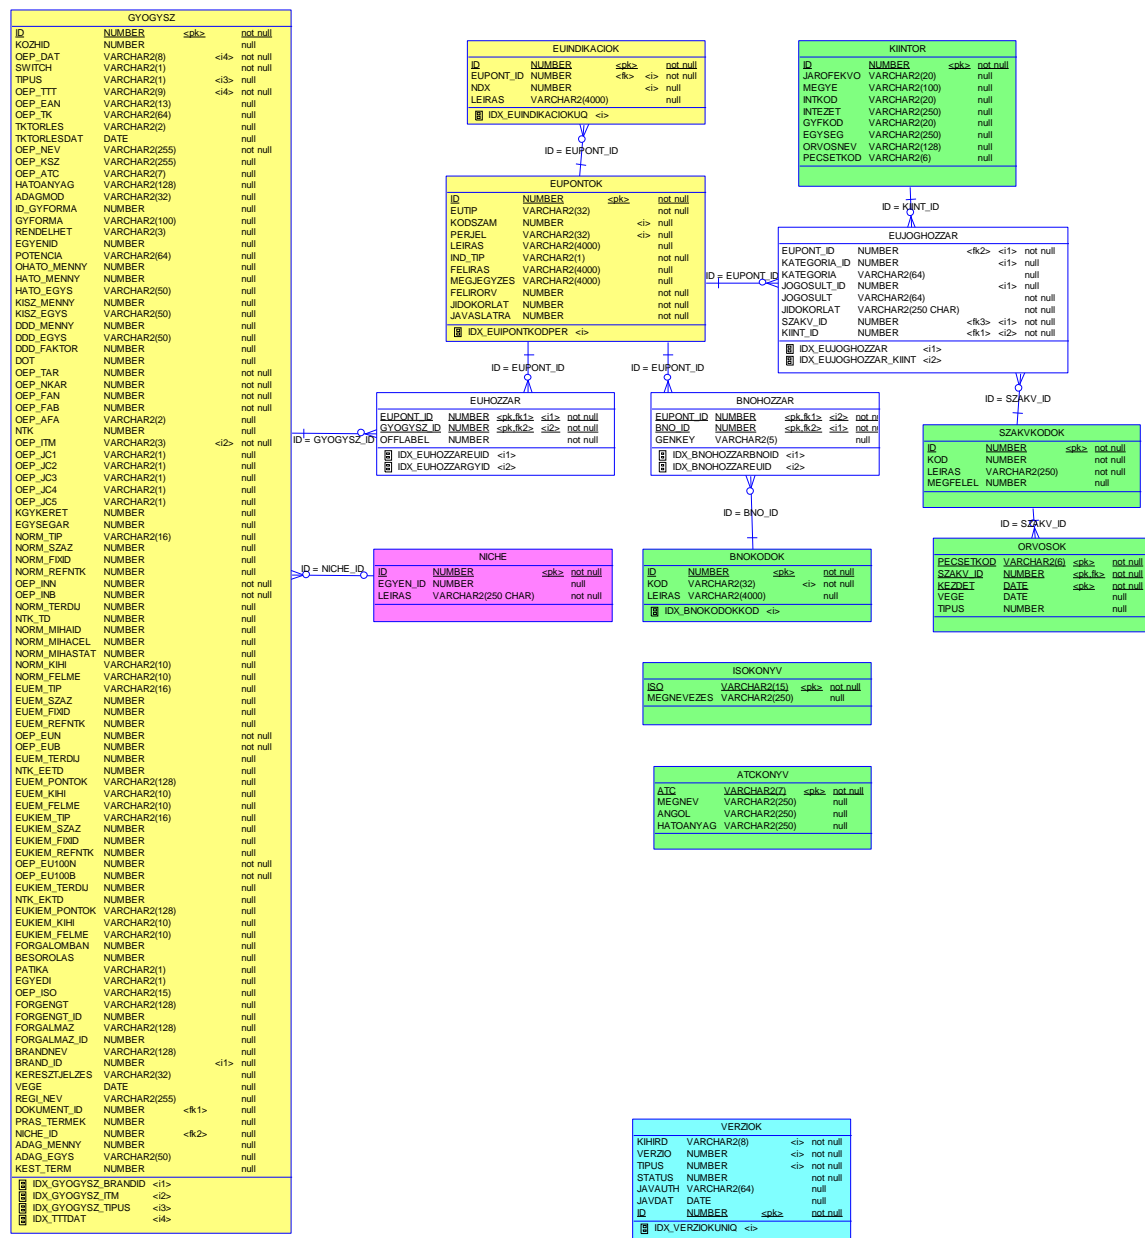 GYOGYSZ
ID NUMBER <pk> not null
KOZHID NUMBER null
OEP_DAT VARCHAR2(8) <i4> not null
SWITCH VARCHAR2(1) not null
TIPUS VARCHAR2(1) <i3> null
OEP_TTT VARCHAR2(9) <i4> not null
OEP_EAN VARCHAR2(13) null
OEP_TK VARCHAR2(64) null
TKTORLES VARCHAR2(2) null
TKTORLESDAT DATE null
OEP_NEV VARCHAR2(255) not null
OEP_KSZ VARCHAR2(255) null
OEP_ATC VARCHAR2(7) null
HATOANYAG VARCHAR2(128) null
ADAGMOD VARCHAR2(32) null
ID_GYFORMA NUMBER null
GYFORMA VARCHAR2(100) null
RENDELHET VARCHAR2(3) null
EGYENID NUMBER null
POTENCIA VARCHAR2(64) null
OHATO_MENNY NUMBER null
HATO_MENNY NUMBER null
HATO_EGYS VARCHAR2(50) null
KISZ_MENNY NUMBER null
KISZ_EGYS VARCHAR2(50) null
DDD_MENNY NUMBER null
DDD_EGYS VARCHAR2(50) null
DDD_FAKTOR NUMBER null
DOT NUMBER null
OEP_TAR NUMBER not null
OEP_NKAR NUMBER not null
OEP_FAN NUMBER not null
OEP_FAB NUMBER not null
OEP_AFA VARCHAR2(2) null
NTK NUMBER null
OEP_ITM VARCHAR2(3) <i2> not null
OEP_JC1 VARCHAR2(1) null
OEP_JC2 VARCHAR2(1) null
OEP_JC3 VARCHAR2(1) null
OEP_JC4 VARCHAR2(1) null
OEP_JC5 VARCHAR2(1) null
KGYKERET NUMBER null
EGYSEGAR NUMBER null
NORM_TIP VARCHAR2(16) null
NORM_SZAZ NUMBER null
NORM_FIXID NUMBER null
NORM_REFNTK NUMBER null
OEP_INN NUMBER not null
OEP_INB NUMBER not null
NORM_TERDIJ NUMBER null
NTK_TD NUMBER null
NORM_MIHAID NUMBER null
NORM_MIHACEL NUMBER null
NORM_MIHASTAT NUMBER null
NORM_KIHI VARCHAR2(10) null
NORM_FELME VARCHAR2(10) null
EUEM_TIP VARCHAR2(16) null
EUEM_SZAZ NUMBER null
EUEM_FIXID NUMBER null
EUEM_REFNTK NUMBER null
OEP_EUN NUMBER not null
OEP_EUB NUMBER not null
EUEM_TERDIJ NUMBER null
NTK_EETD NUMBER null
EUEM_PONTOK VARCHAR2(128) null
EUEM_KIHI VARCHAR2(10) null
EUEM_FELME VARCHAR2(10) null
EUKIEM_TIP VARCHAR2(16) null
EUKIEM_SZAZ NUMBER null
EUKIEM_FIXID NUMBER null
EUKIEM_REFNTK NUMBER null
OEP_EU100N NUMBER not null
OEP_EU100B NUMBER not null
EUKIEM_TERDIJ NUMBER null
NTK_EKTD NUMBER null
EUKIEM_PONTOK VARCHAR2(128) null
EUKIEM_KIHI VARCHAR2(10) null
EUKIEM_FELME VARCHAR2(10) null
FORGALOMBAN NUMBER null
BESOROLAS NUMBER null
PATIKA VARCHAR2(1) null
EGYEDI VARCHAR2(1) null
OEP_ISO VARCHAR2(15) null
FORGENGT VARCHAR2(128) null
FORGENGT_ID NUMBER null
FORGALMAZ VARCHAR2(128) null
FORGALMAZ_ID NUMBER null
BRANDNEV VARCHAR2(128) null
BRAND_ID NUMBER <i1> null
KERESZTJELZES VARCHAR2(32) null
VEGE DATE null
REGI_NEV VARCHAR2(255) null
DOKUMENT_ID NUMBER <fk1> null
PRAS_TERMEK NUMBER null
NICHE_ID NUMBER <fk2> null
ADAG_MENNY NUMBER null
ADAG_EGYS VARCHAR2(50) null
KEST_TERM NUMBER null
IDX_GYOGYSZ_BRANDID <i1>
IDX_GYOGYSZ_ITM <i2>
IDX_GYOGYSZ_TIPUS <i3>
IDX_TTTDAT <i4>
EUINDIKACIOK
ID NUMBER <pk> not null
EUPONT_ID NUMBER <fk> <i> not null
NDX NUMBER <i> null
LEIRAS VARCHAR2(4000) null
IDX_EUINDIKACIOKUQ <i>
ID = EUPONT_ID
EUPONTOK
ID NUMBER <pk> not null
EUTIP VARCHAR2(32) not null
KODSZAM NUMBER <i> null
PERJEL VARCHAR2(32) <i> null
LEIRAS VARCHAR2(4000) null
IND_TIP VARCHAR2(1) not null
FELIRAS VARCHAR2(4000) null
MEGJEGYZES VARCHAR2(4000) null
FELIRORV NUMBER not null
JIDOKORLAT NUMBER not null
JAVASLATRA NUMBER not null
IDX_EUIPONTKODPER <i>
KIINTOR
ID NUMBER <pk> not null
JAROFEKVO VARCHAR2(20) null
MEGYE VARCHAR2(100) null
INTKOD VARCHAR2(20) null
INTEZET VARCHAR2(250) null
GYFKOD VARCHAR2(20) null
EGYSEG VARCHAR2(250) null
ORVOSNEV VARCHAR2(128) null
PECSETKOD VARCHAR2(6) null
ID = KIINT_ID
EUJOGHOZZAR
EUPONT_ID NUMBER <fk2> <i1> not null
KATEGORIA_ID NUMBER <i1> null
KATEGORIA VARCHAR2(64) null
JOGOSULT_ID NUMBER <i1> null
JOGOSULT VARCHAR2(64) not null
JIDOKORLAT VARCHAR2(250 CHAR) not null
SZAKV_ID NUMBER <fk3> <i1> not null
KIINT_ID NUMBER <fk1> <i2> not null
IDX_EUJOGHOZZAR <i1>
IDX_EUJOGHOZZAR_KIINT <i2>
ID = EUPONT_ID
ID = EUPONT_ID
ID = EUPONT_ID
ID = SZAKV_ID
EUHOZZAR
EUPONT_ID NUMBER <pk,fk1> <i1> not null
GYOGYSZ_ID NUMBER <pk,fk2> <i2> not null
OFFLABEL NUMBER not null
IDX_EUHOZZAREUID <i1>
IDX_EUHOZZARGYID <i2>
ID = GYOGYSZ_ID
BNOHOZZAR
EUPONT_ID NUMBER <pk,fk1> <i2> not n
BNO_ID NUMBER <pk,fk2> <i1> not n
GENKEY VARCHAR2(5) null
IDX_BNOHOZZARBNOID <i1>
IDX_BNOHOZZAREUID <i2>
ID = BNO_ID
SZAKVKODOK
ID NUMBER <pk> not null
KOD NUMBER not null
LEIRAS VARCHAR2(250) not null
MEGFELEL NUMBER null
ID = SZAKV_ID
ORVOSOK
PECSETKOD VARCHAR2(6) <pk> not null
SZAKV_ID NUMBER <pk,fk> not null
KEZDET DATE <pk> not null
VEGE DATE null
TIPUS NUMBER null
ID = NICHE_ID
NICHE
ID NUMBER <pk> not null
EGYEN_ID NUMBER null
LEIRAS VARCHAR2(250 CHAR) not null
BNOKODOK
ID NUMBER <pk> not null
KOD VARCHAR2(32) <i> not null
LEIRAS VARCHAR2(4000) null
IDX_BNOKODOKKOD <i>
ISOKONYV
ISO VARCHAR2(15) <pk> not null
MEGNEVEZES VARCHAR2(250) null
ATCKONYV
ATC VARCHAR2(7) <pk> not null
MEGNEV VARCHAR2(250) null
ANGOL VARCHAR2(250) null
HATOANYAG VARCHAR2(250) null
VERZIOK
KIHIRD VARCHAR2(8) <i> not null
VERZIO NUMBER <i> not null
TIPUS NUMBER <i> not null
STATUS NUMBER not null
JAVAUTH VARCHAR2(64) null
JAVDAT DATE null
ID NUMBER <pk> not null
IDX_VERZIOKUNIQ <i>